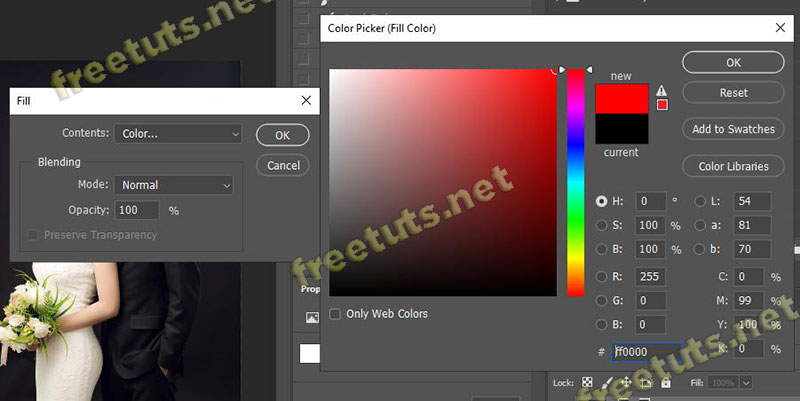 freetuts.net
Fill
Contents: Color...
OK
Blending
Cancel
Mode: Normal
Opacity: 100 %
Preserve Transparency
Color Picker (Fill Color)
new
OK
Reset
current
Add to Swatches
Color Libraries
H: 0 °
L: 54
S: 100 %
a: 81
B: 100 %
b: 70
R: 255
C: 0 %
G: 0
M: 99 %
B: 0
Y: 100 %
# ff0000
K: 0 %
Only Web Colors
freetuts.net
Prop
Lock:
Fill: 100%
freetuts.net